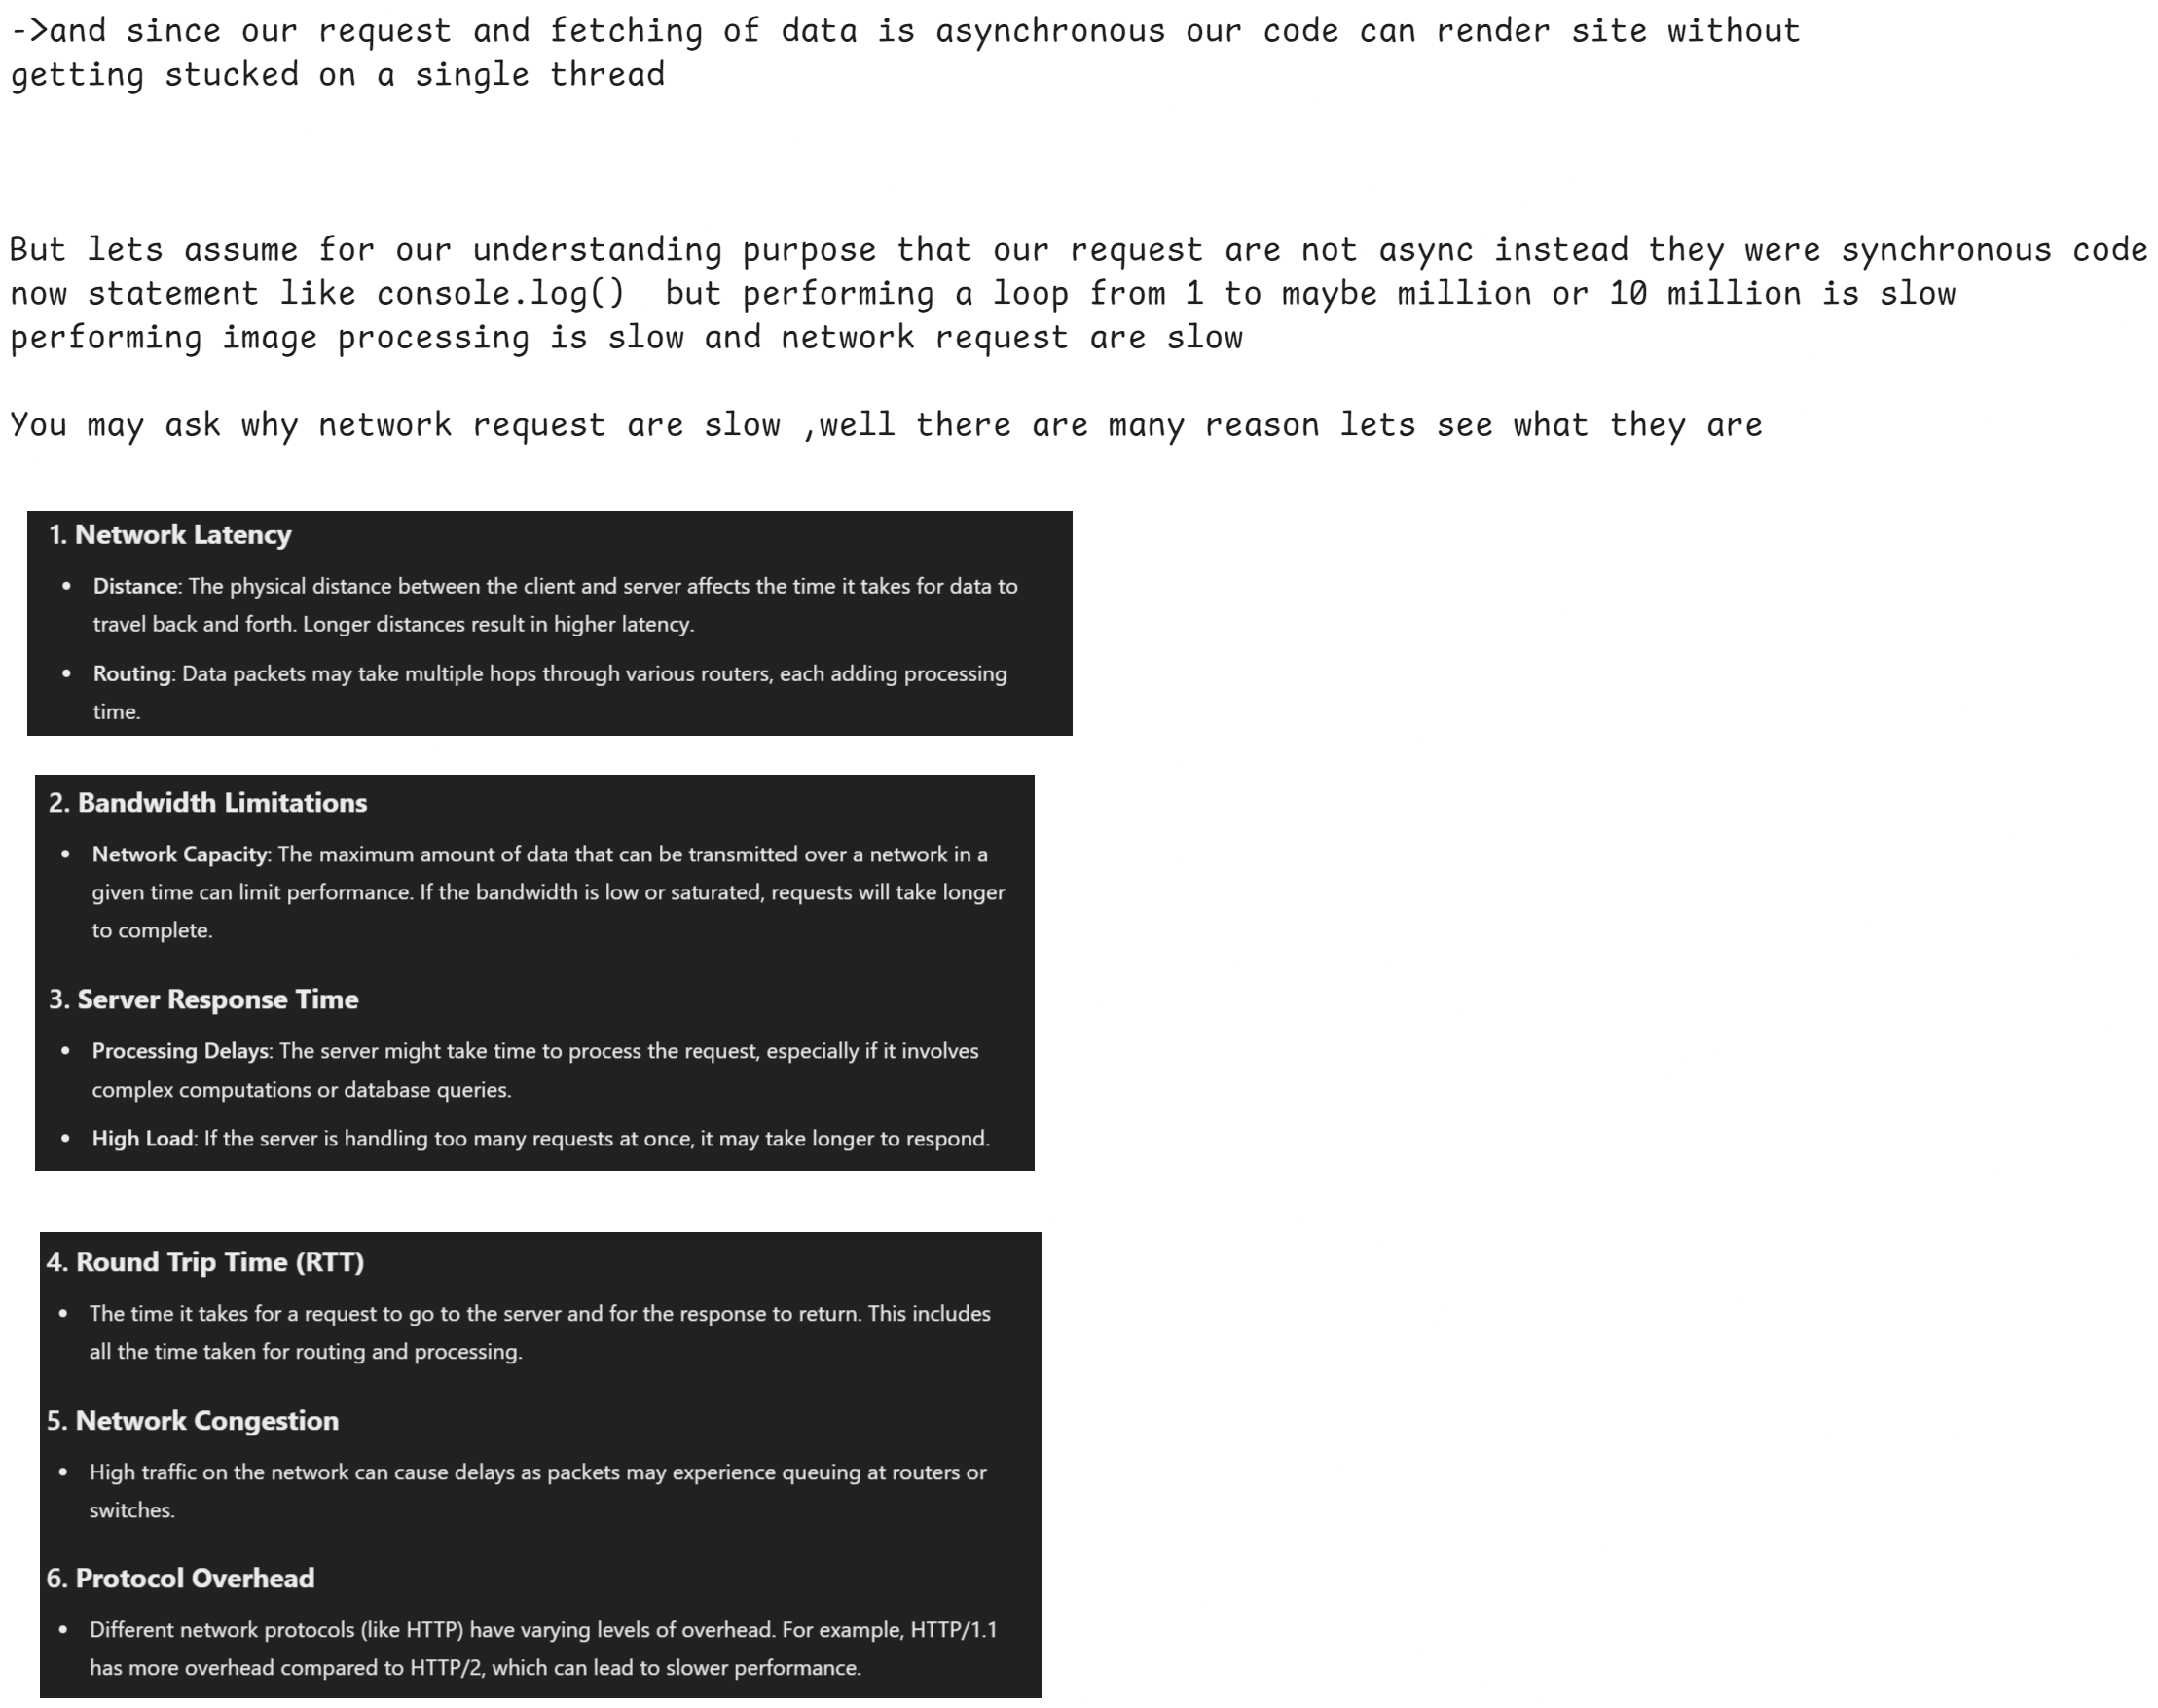 ->and since our request and fetching of data is asynchronous our code can render site without
getting stucked on a single thread
But lets assume for our understanding purpose that our request are not async instead they were synchronous code
now statement like console.log()  but performing a loop from 1 to maybe million or 10 million is slow
performing image processing is slow and network request are slow
You may ask why network request are slow ,well there are many reason lets see what they are
1. Network Latency
• Distance: The physical distance between the client and server affects the time it takes for data to
travel back and forth. Longer distances result in higher latency.
• Routing: Data packets may take multiple hops through various routers, each adding processing
time.
2. Bandwidth Limitations
• Network Capacity: The maximum amount of data that can be transmitted over a network in a
given time can limit performance. If the bandwidth is low or saturated, requests will take longer
to complete.
3. Server Response Time
• Processing Delays: The server might take time to process the request, especially if it involves
complex computations or database queries.
• High Load: If the server is handling too many requests at once, it may take longer to respond.
4. Round Trip Time (RTT)
• The time it takes for a request to go to the server and for the response to return. This includes
all the time taken for routing and processing.
5. Network Congestion
• High traffic on the network can cause delays as packets may experience queuing at routers or
switches.
6. Protocol Overhead
• Different network protocols (like HTTP) have varying levels of overhead. For example, HTTP/1.1
has more overhead compared to HTTP/2, which can lead to slower performance.